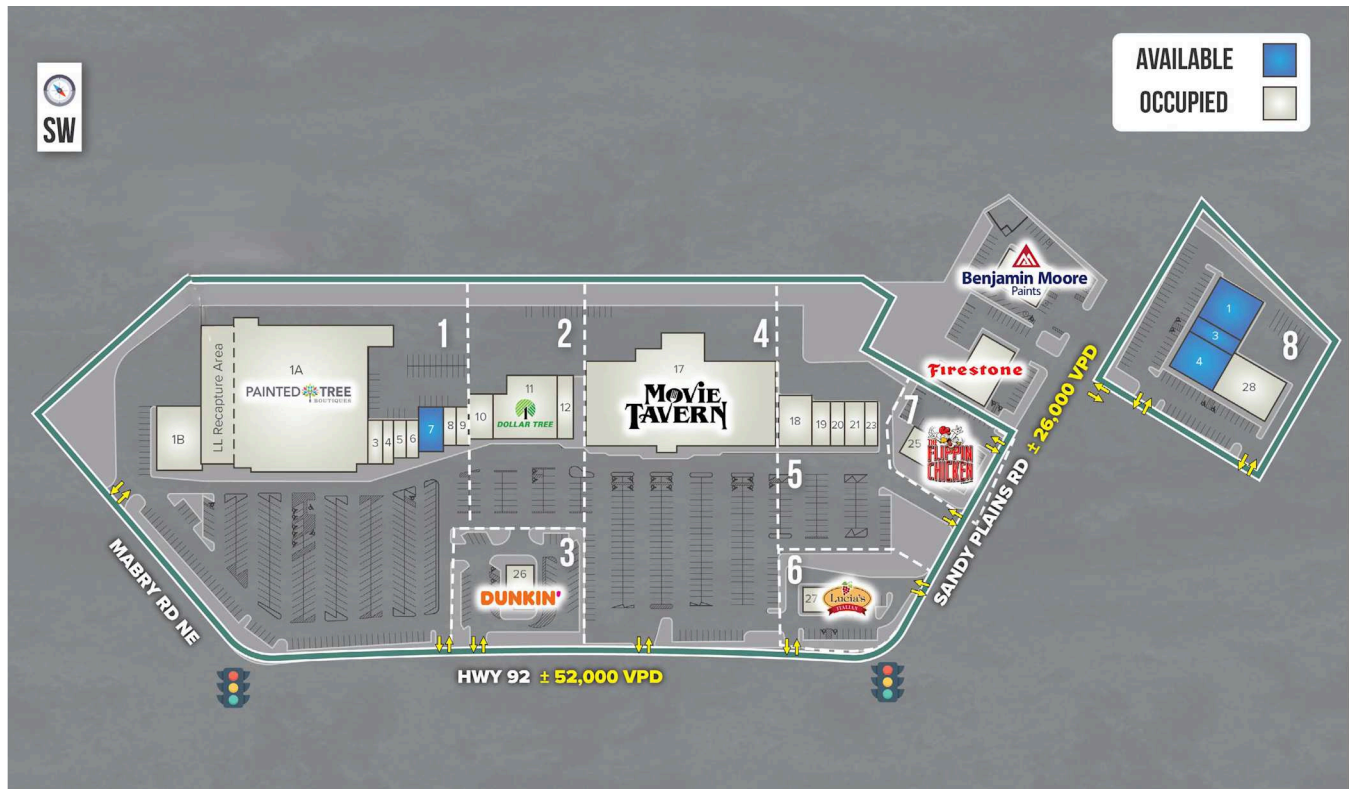 AVAILABLE
OCCUPIED
SW
Benjamin Moore
Paints
1
2
4
8
1
3
4
28
LL Recapture Area
1A
PAINTED TREE
BOUTIQUES
1B
3
4
5
6
7
8
9
10
11
DOLLAR TREE
12
17
MOVIE
TAVERN
18
19
20
21
23
Firestone
7
25
THE
FLIPPIN
CHICKEN
± 26,000 VPD
SANDY PLAINS RD
5
3
26
DUNKIN'
6
27
Lucia's
ITALIAN
MABRY RD NE
HWY 92 ± 52,000 VPD